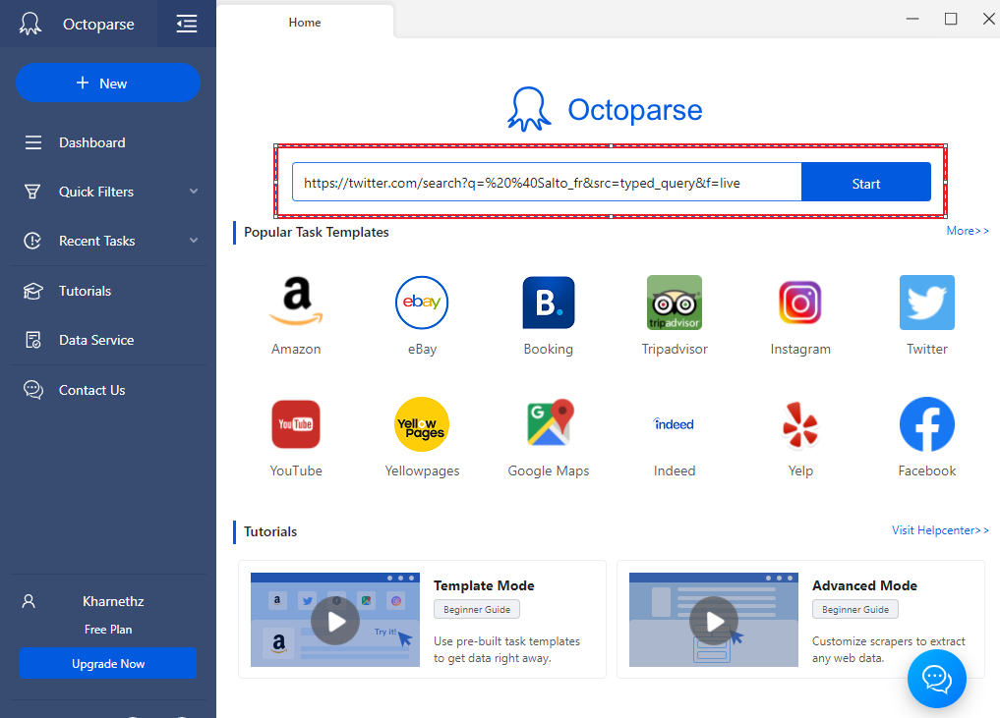 Octoparse
Home
New
Dashboard
Quick Filters
Recent Tasks
Tutorials
Data Service
Contact Us
Kharnethz
Free Plan
Upgrade Now
Octoparse
https://twitter.com/search?q=%20%40Salto_fr&src=typed_query&f=live
Start
Popular Task Templates
More>>
a
Amazon
ebay
eBay
B.
Booking
tripadvisor
Tripadvisor
Instagram
Twitter
YouTube
YouTube
Yellow
Pages
Yellowpages
G
Google Maps
indeed
Indeed
Yelp
Facebook
Tutorials
Visit Helpcenter>>
a
Try it!
a
Template Mode
Beginner Guide
Use pre-built task templates
to get data right away.
Advanced Mode
Beginner Guide
Customize scrapers to extract
any web data.